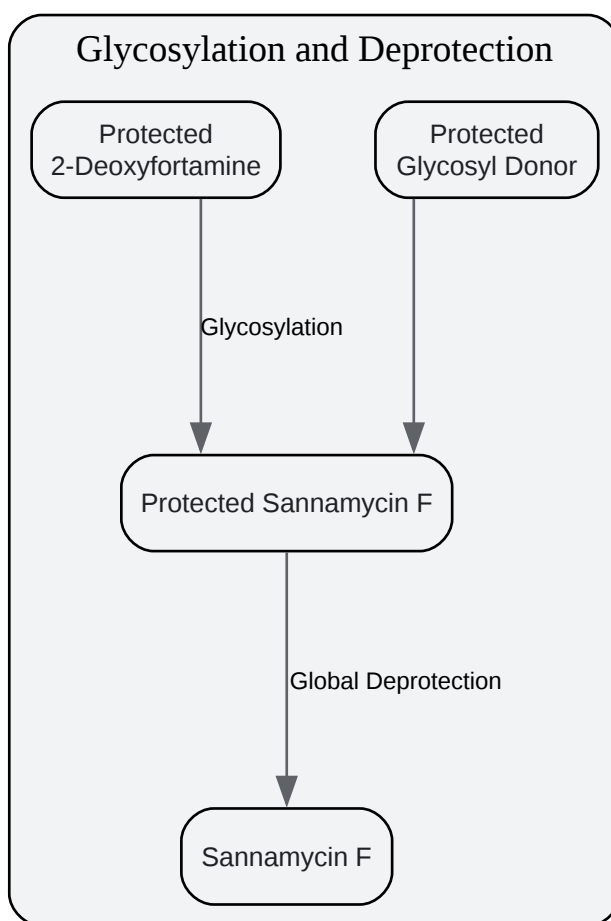 Glycosylation and Deprotection
Protected
2-Deoxyfortamine
Protected
Glycosyl Donor
Glycosylation
Protected Sannamycin F
Global Deprotection
Sannamycin F